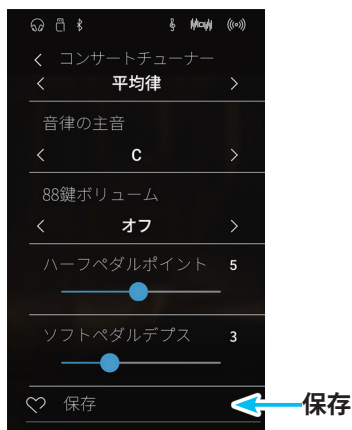 コンサートチューナー
平均律
音律の主音
C
88鍵ボリューム
オフ
ハーフペダルポイント 5
ソフトペダルデプス 3
保存 保存